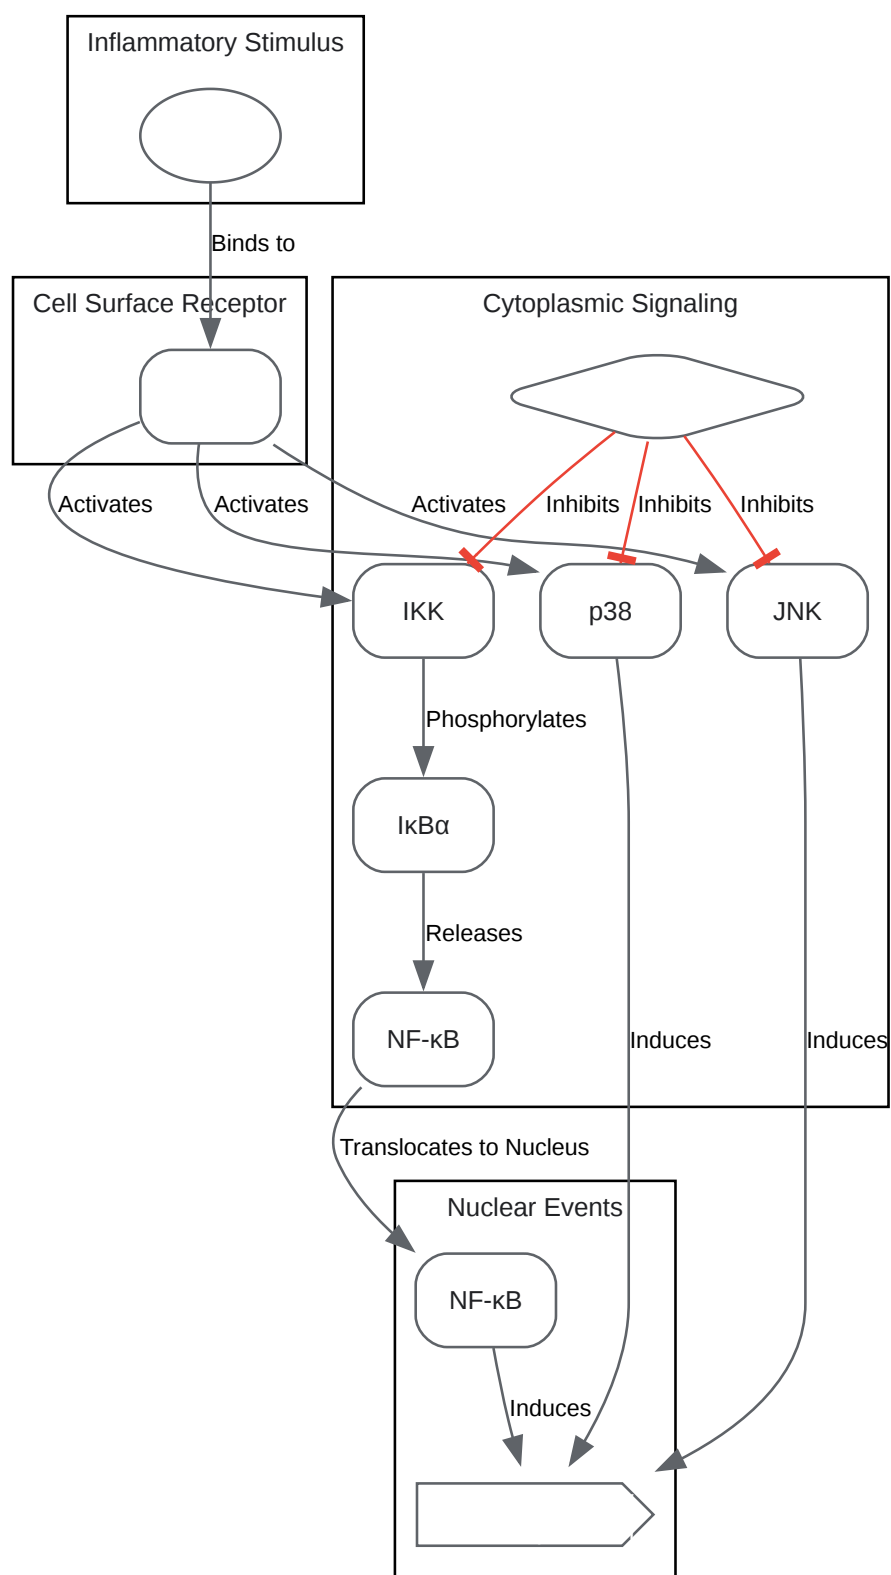 Inflammatory Stimulus
Binds to
Cell Surface Receptor
Cytoplasmic Signaling
Activates
Activates
Activates
Inhibits
Inhibits
Inhibits
IKK
p38
JNK
Phosphorylates
IκBα
Releases
NF-κB
Induces
Induces
Translocates to Nucleus
Nuclear Events
NF-κB
Induces